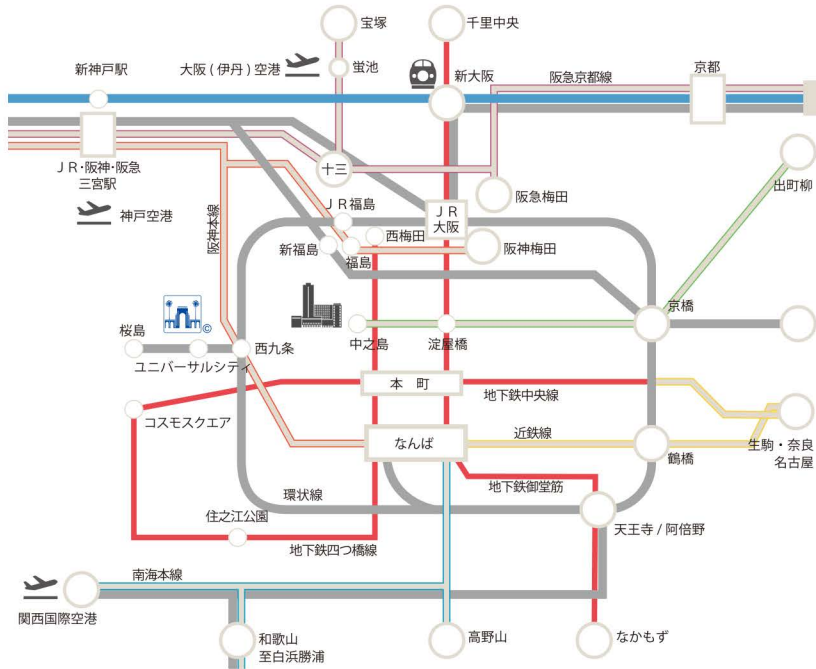 宝塚
千里中央
新神戸駅
大阪(伊丹)空港
蛍池
新大阪
阪急京都線
京都
JR・阪神・阪急
三宮駅
十三
出町柳
阪急梅田
神戸空港
阪神本線
JR福島
JR
大阪
西梅田
新福島
福島
阪神梅田
©
京橋
桜島
ユニバーサルシティ
西九条
中之島
淀屋橋
本町
地下鉄中央線
コスモスクエア
なんば
近鉄線
生駒・奈良
名古屋
鶴橋
環状線
地下鉄御堂筋
住之江公園
天王寺/阿倍野
地下鉄四つ橋線
南海本線
関西国際空港
和歌山
至白浜勝浦
高野山
なかもず